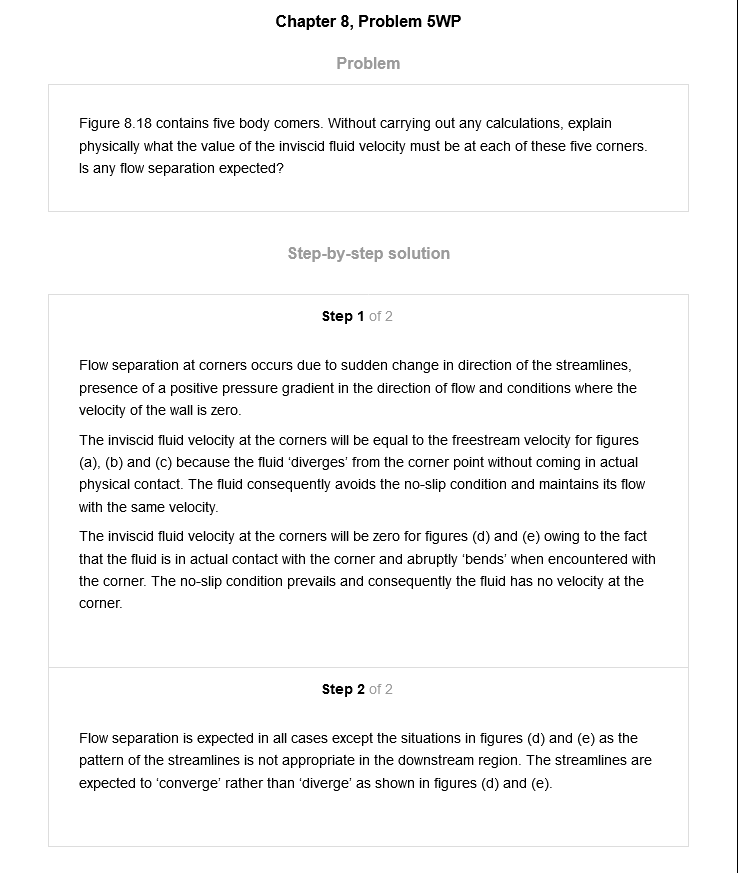 Chapter 8, Problem 5WP
Problem
Figure 8.18 contains five body comers. Without carrying out any calculations, explain
physically what the value of the inviscid fluid velocity must be at each of these five corners.
Is any flow separation expected?
Step-by-step solution
Step 1 of 2
Flow separation at corners occurs due to sudden change in direction of the streamlines,
presence of a positive pressure gradient in the direction of flow and conditions where the
velocity of the wall is zero.
The inviscid fluid velocity at the corners will be equal to the freestream velocity for figures
(a), (b) and (c) because the fluid ‘diverges’ from the corner point without coming in actual
physical contact. The fluid consequently avoids the no-slip condition and maintains its flow
with the same velocity.
The inviscid fluid velocity at the corners will be zero for figures (d) and (e) owing to the fact
that the fluid is in actual contact with the corner and abruptly ‘bends’ when encountered with
the corner. The no-slip condition prevails and consequently the fluid has no velocity at the
corner.
Step 2 of 2
Flow separation is expected in all cases except the situations in figures (d) and (e) as the
pattern of the streamlines is not appropriate in the downstream region. The streamlines are
expected to ‘converge’ rather than ‘diverge’ as shown in figures (d) and (e).